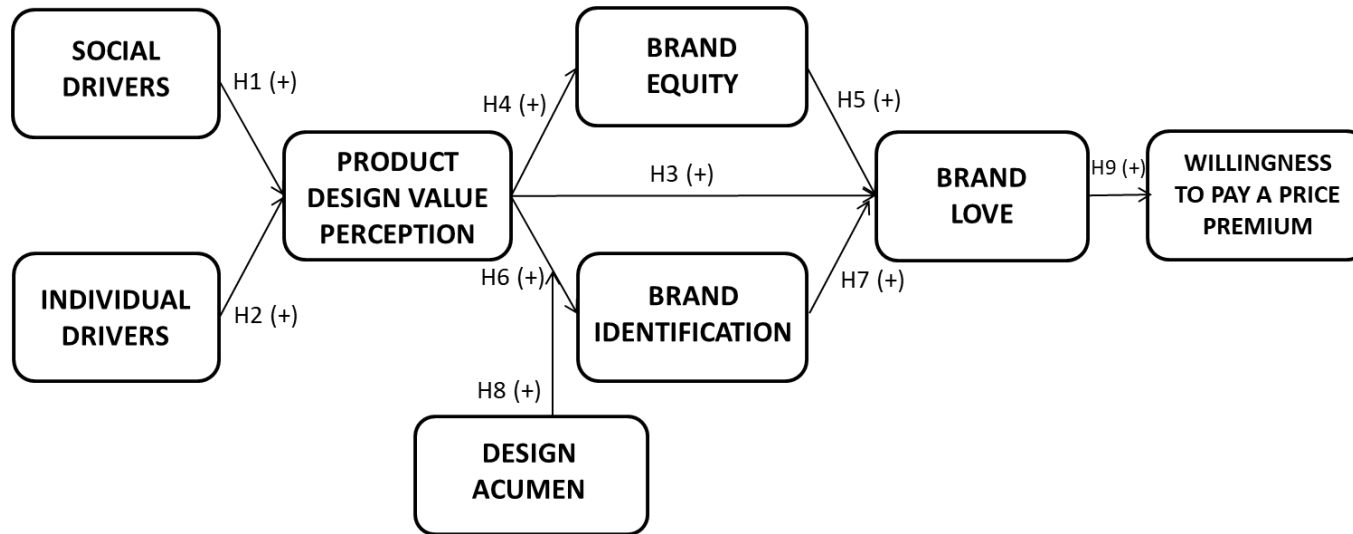 SOCIAL
DRIVERS
H1 (+)
INDIVIDUAL
DRIVERS
H2 (+)
PRODUCT
DESIGN VALUE
PERCEPTION
H4 (+)
BRAND
EQUITY
H5 (+)
H3 (+)
H6 (+)
BRAND
IDENTIFICATION
H7 (+)
H8 (+)
DESIGN
ACUMEN
BRAND
LOVE
H9 (+)
WILLINGNESS
TO PAY A PRICE
PREMIUM